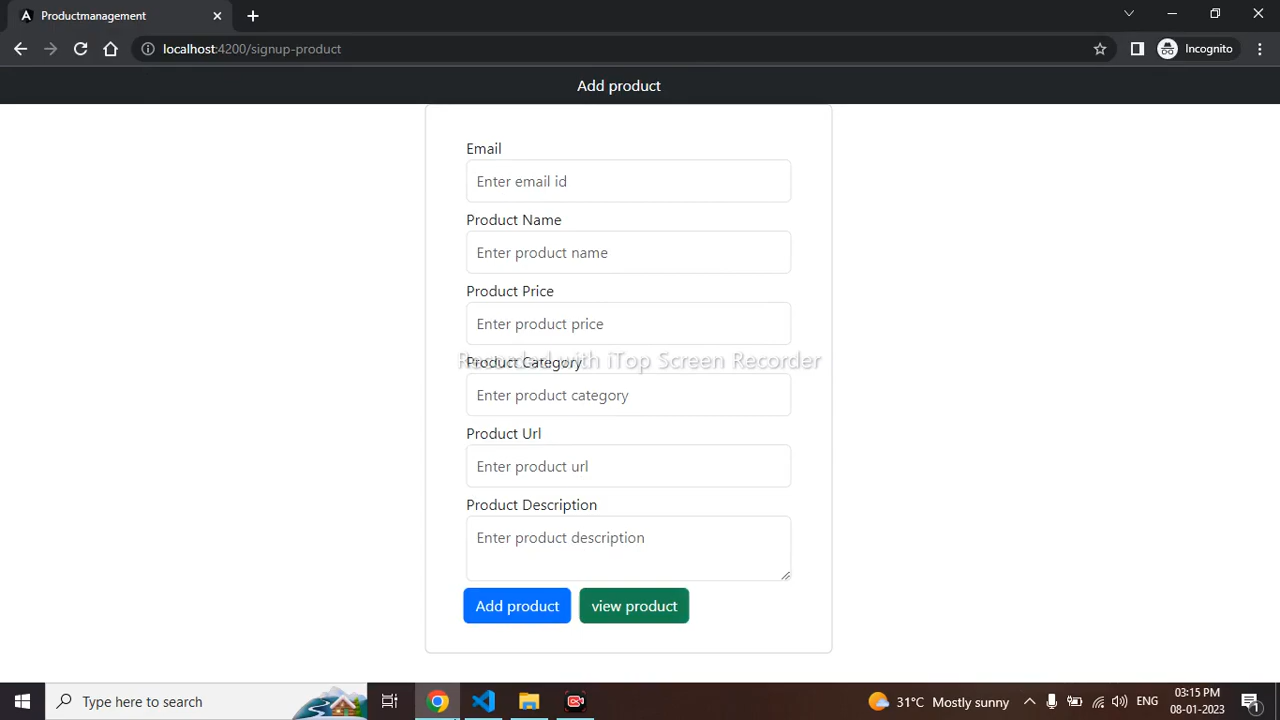 Productmanagement
localhost:4200/signup-product
Incognito
Add product
Email
Enter email id
Product Name
Enter product name
Product Price
Enter product price
Product Category
Recorded with iTop Screen Recorder
Enter product category
Product Url
Enter product url
Product Description
Enter product description
Add product view product
Type here to search
31°C Mostly sunny
ENG
03:15 PM
08-01-2023
1